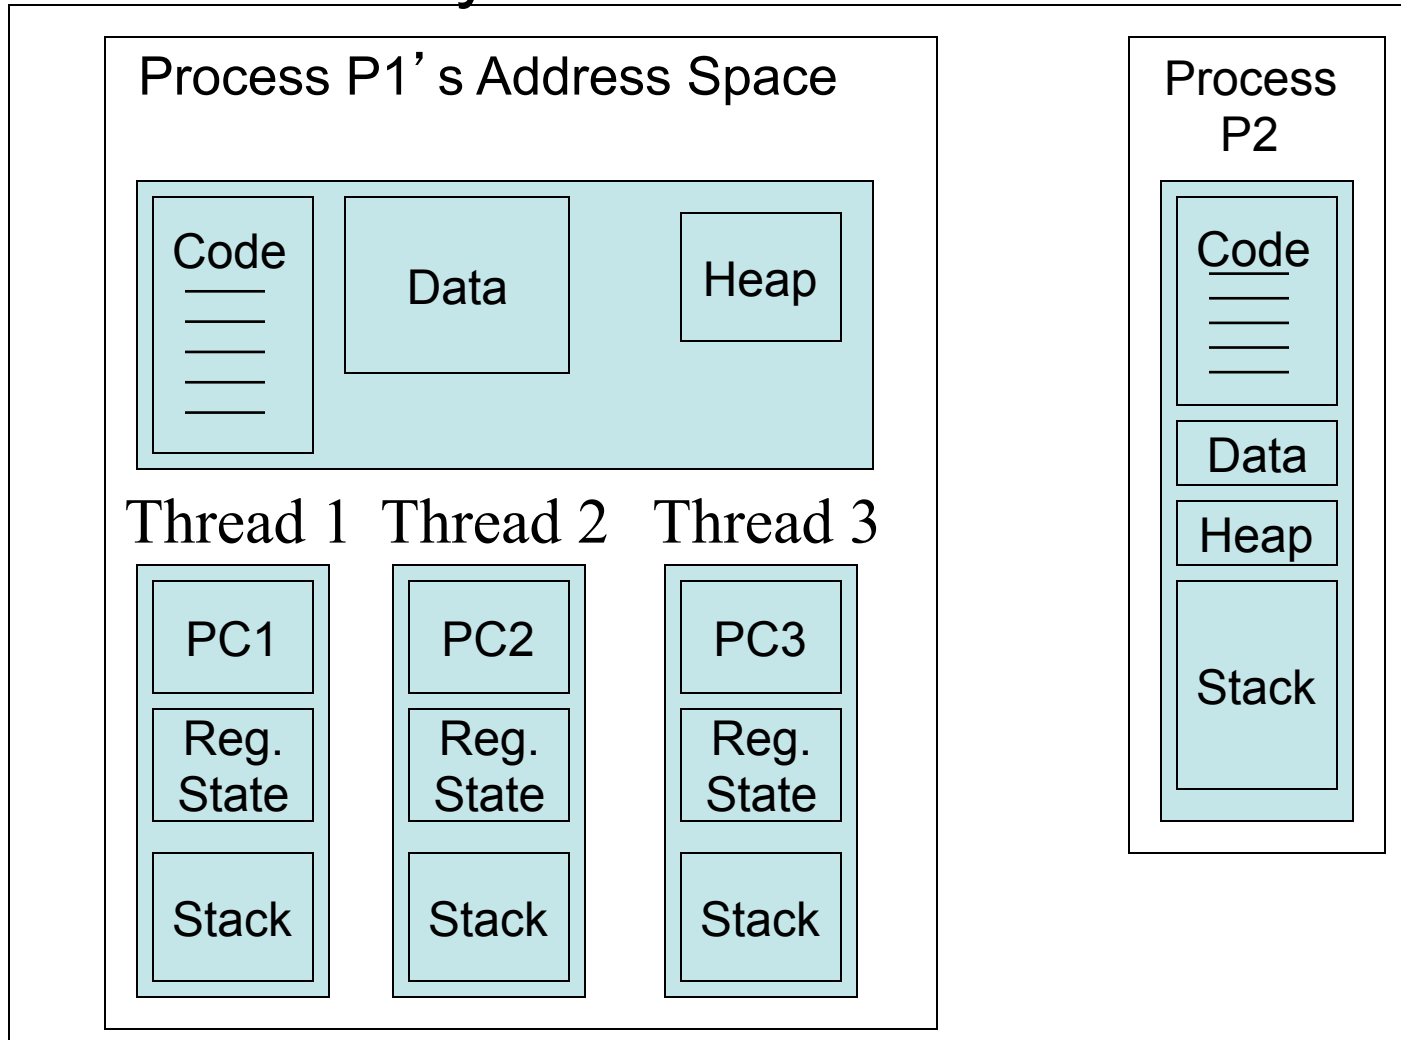 Process P1’s Address Space
Code
Data
Heap
Thread 1 Thread 2 Thread 3
PC1
PC2
PC3
Reg.
State
Reg.
State
Reg.
State
Stack
Stack
Stack
Process
P2
Code
Data
Heap
Stack